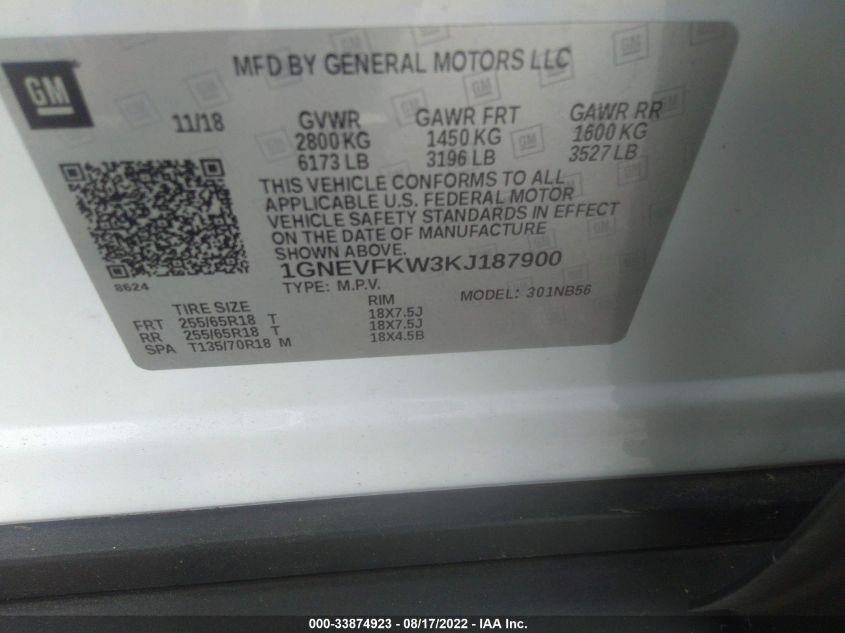 GM
MFD BY GENERAL MOTORS LLC
11/18 GVWR GAWR FRT GAWR RR
2800 KG 1450 KG 1600 KG
6173 LB 3196 LB 3527 LB
THIS VEHICLE CONFORMS TO ALL
APPLICABLE U.S. FEDERAL MOTOR
VEHICLE SAFETY STANDARDS IN EFFECT
ON THE DATE OF MANUFACTURE
SHOWN ABOVE.
1GNEVFKW3KJ187900
8624
TYPE: M.P.V. MODEL: 301NB56
TIRE SIZE RIM
FRT 255/65R18 T 18X7.5J
RR 255/65R18 T 18X7.5J
SPA T135/70R18 M 18X4.5B
000-33874923 - 08/17/2022 - IAA Inc.